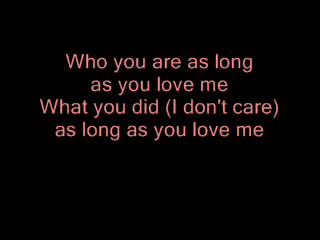 Who you are as long
as you love me
What you did (I don't care)
as long as you love me